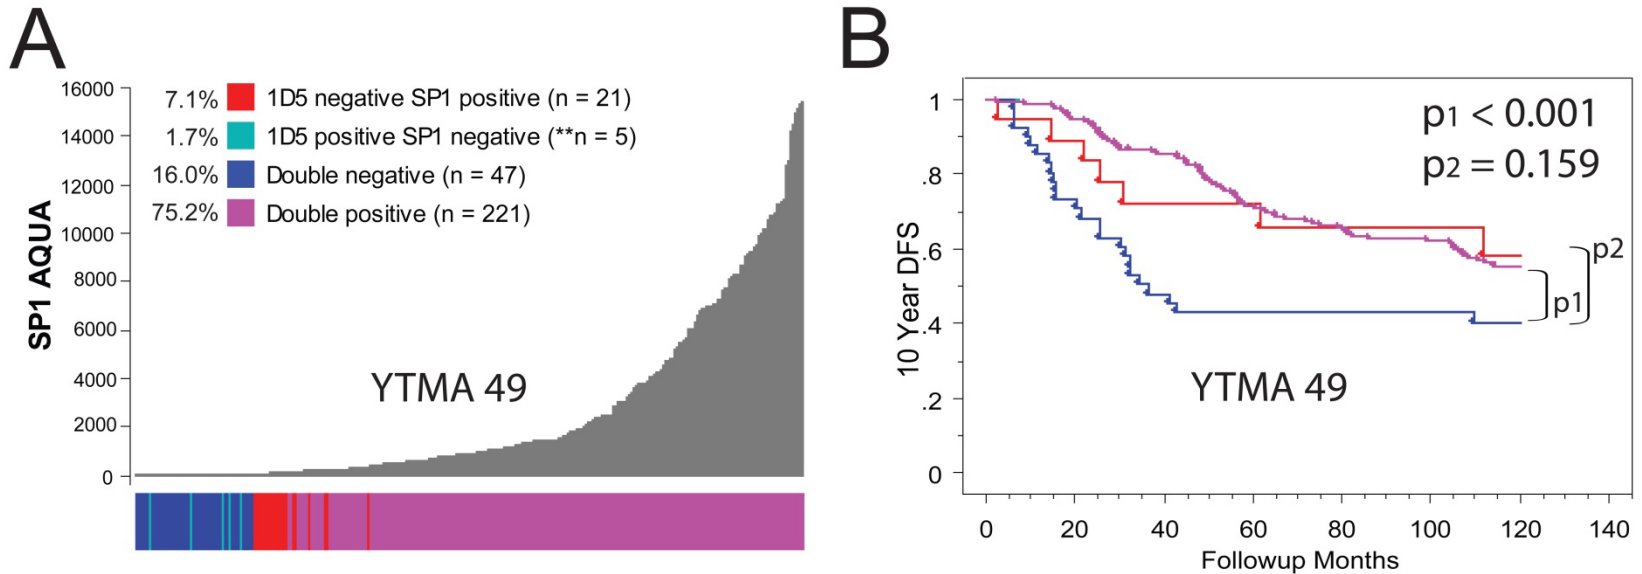 A
SP1 AQUA
16000
14000
12000
10000
8000
6000
4000
2000
0
7.1% 1D5 negative SP1 positive (n = 21)
1.7% 1D5 positive SP1 negative (**n = 5)
16.0% Double negative (n = 47)
75.2% Double positive (n = 221)
YTMA 49
B
10 Year DFS
1
.8
.6
.4
.2
0
p1 < 0.001
p2 = 0.159
p2
p1
YTMA 49
0 20 40 60 80 100 120 140
Followup Months